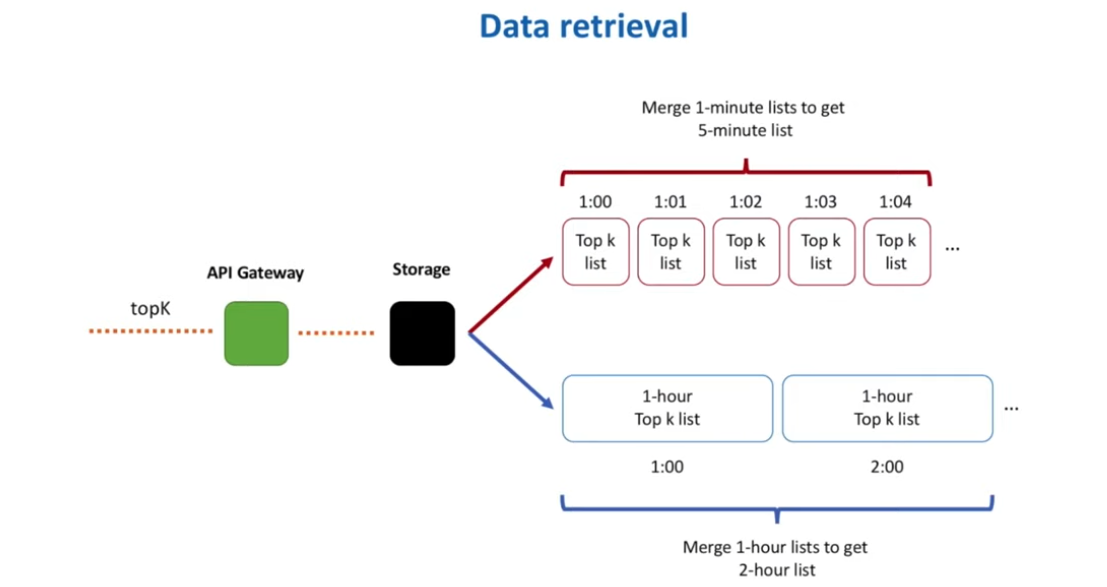 Data retrieval
Merge 1-minute lists to get
5-minute list
1:00 1:01 1:02 1:03 1:04
Top k Top k Top k Top k Top k
list list list list list
...
API Gateway
Storage
topK
1-hour 1-hour
Top k list Top k list
...
1:00 2:00
Merge 1-hour lists to get
2-hour list